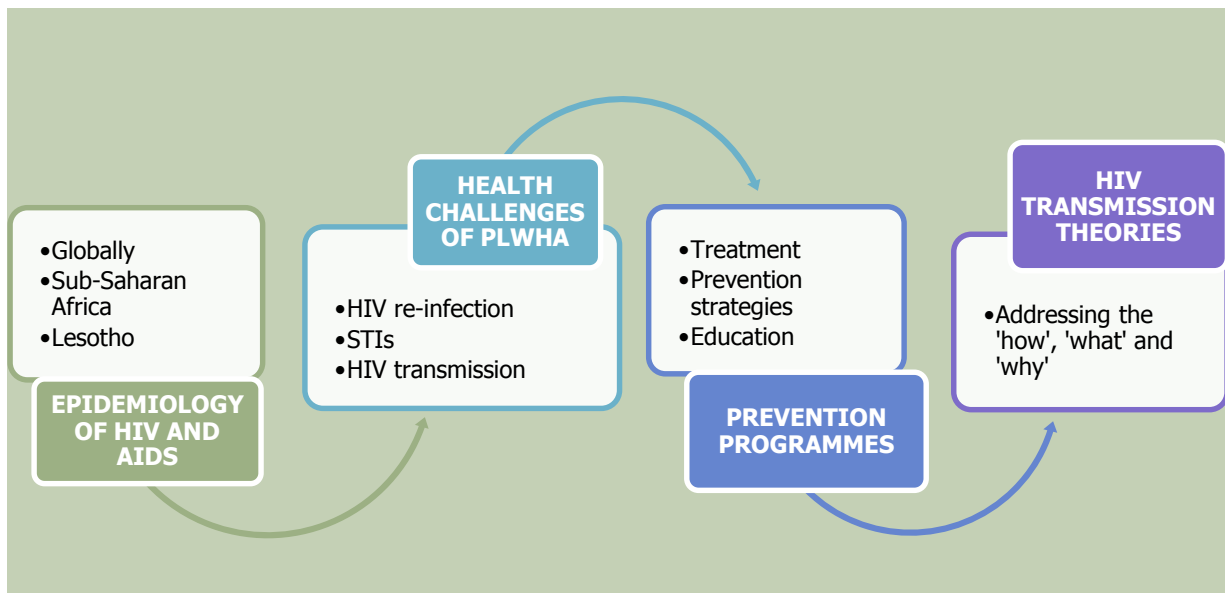 •Globally
•Sub-Saharan
Africa
•Lesotho
EPIDEMIOLOGY
OF HIV AND
AIDS
HEALTH
CHALLENGES
OF PLWHA
•HIV re-infection
•STIs
•HIV transmission
•Treatment
•Prevention
strategies
•Education
PREVENTION
PROGRAMMES
HIV
TRANSMISSION
THEORIES
•Addressing the
'how', 'what' and
'why'